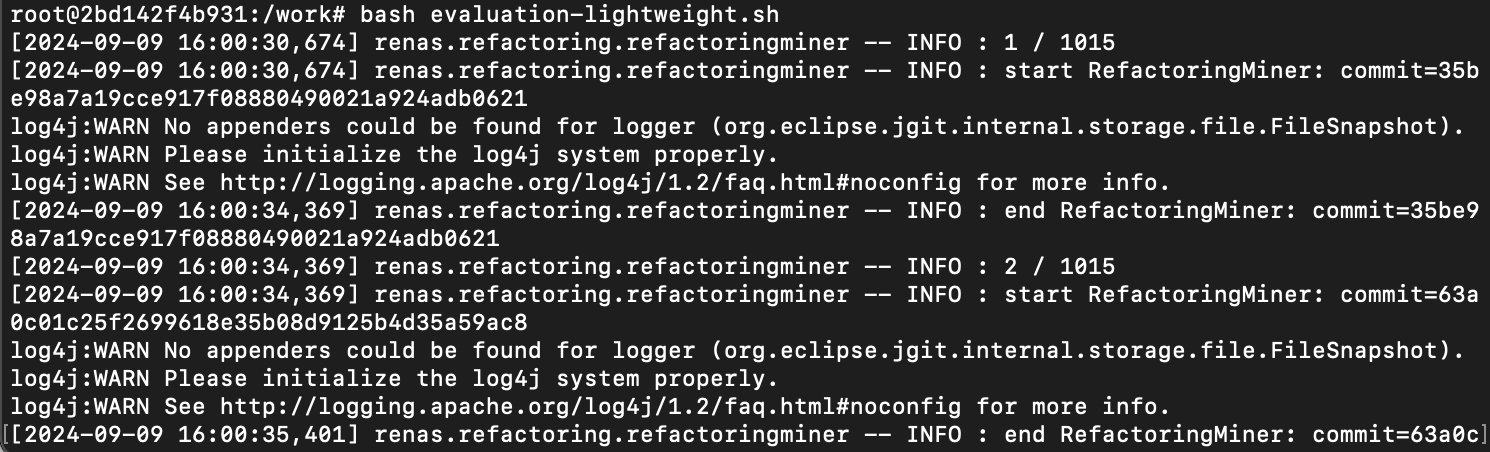 root@2bd142f4b931:/work# bash evaluation-lightweight.sh
[2024-09-09 16:00:30,674] renas.refactoring.refactoringminer -- INFO : 1 / 1015
[2024-09-09 16:00:30,674] renas.refactoring.refactoringminer -- INFO : start RefactoringMiner: commit=35b
e98a7a19cce917f08880490021a924adb0621
log4j:WARN No appenders could be found for logger (org.eclipse.jgit.internal.storage.file.FileSnapshot).
log4j:WARN Please initialize the log4j system properly.
log4j:WARN See http://logging.apache.org/log4j/1.2/faq.html#noconfig for more info.
[2024-09-09 16:00:34,369] renas.refactoring.refactoringminer -- INFO : end RefactoringMiner: commit=35be9
8a7a19cce917f08880490021a924adb0621
[2024-09-09 16:00:34,369] renas.refactoring.refactoringminer -- INFO : 2 / 1015
[2024-09-09 16:00:34,369] renas.refactoring.refactoringminer -- INFO : start RefactoringMiner: commit=63a
0c01c25f2699618e35b08d9125b4d35a59ac8
log4j:WARN No appenders could be found for logger (org.eclipse.jgit.internal.storage.file.FileSnapshot).
log4j:WARN Please initialize the log4j system properly.
log4j:WARN See http://logging.apache.org/log4j/1.2/faq.html#noconfig for more info.
[[2024-09-09 16:00:35,401] renas.refactoring.refactoringminer -- INFO : end RefactoringMiner: commit=63a0c]